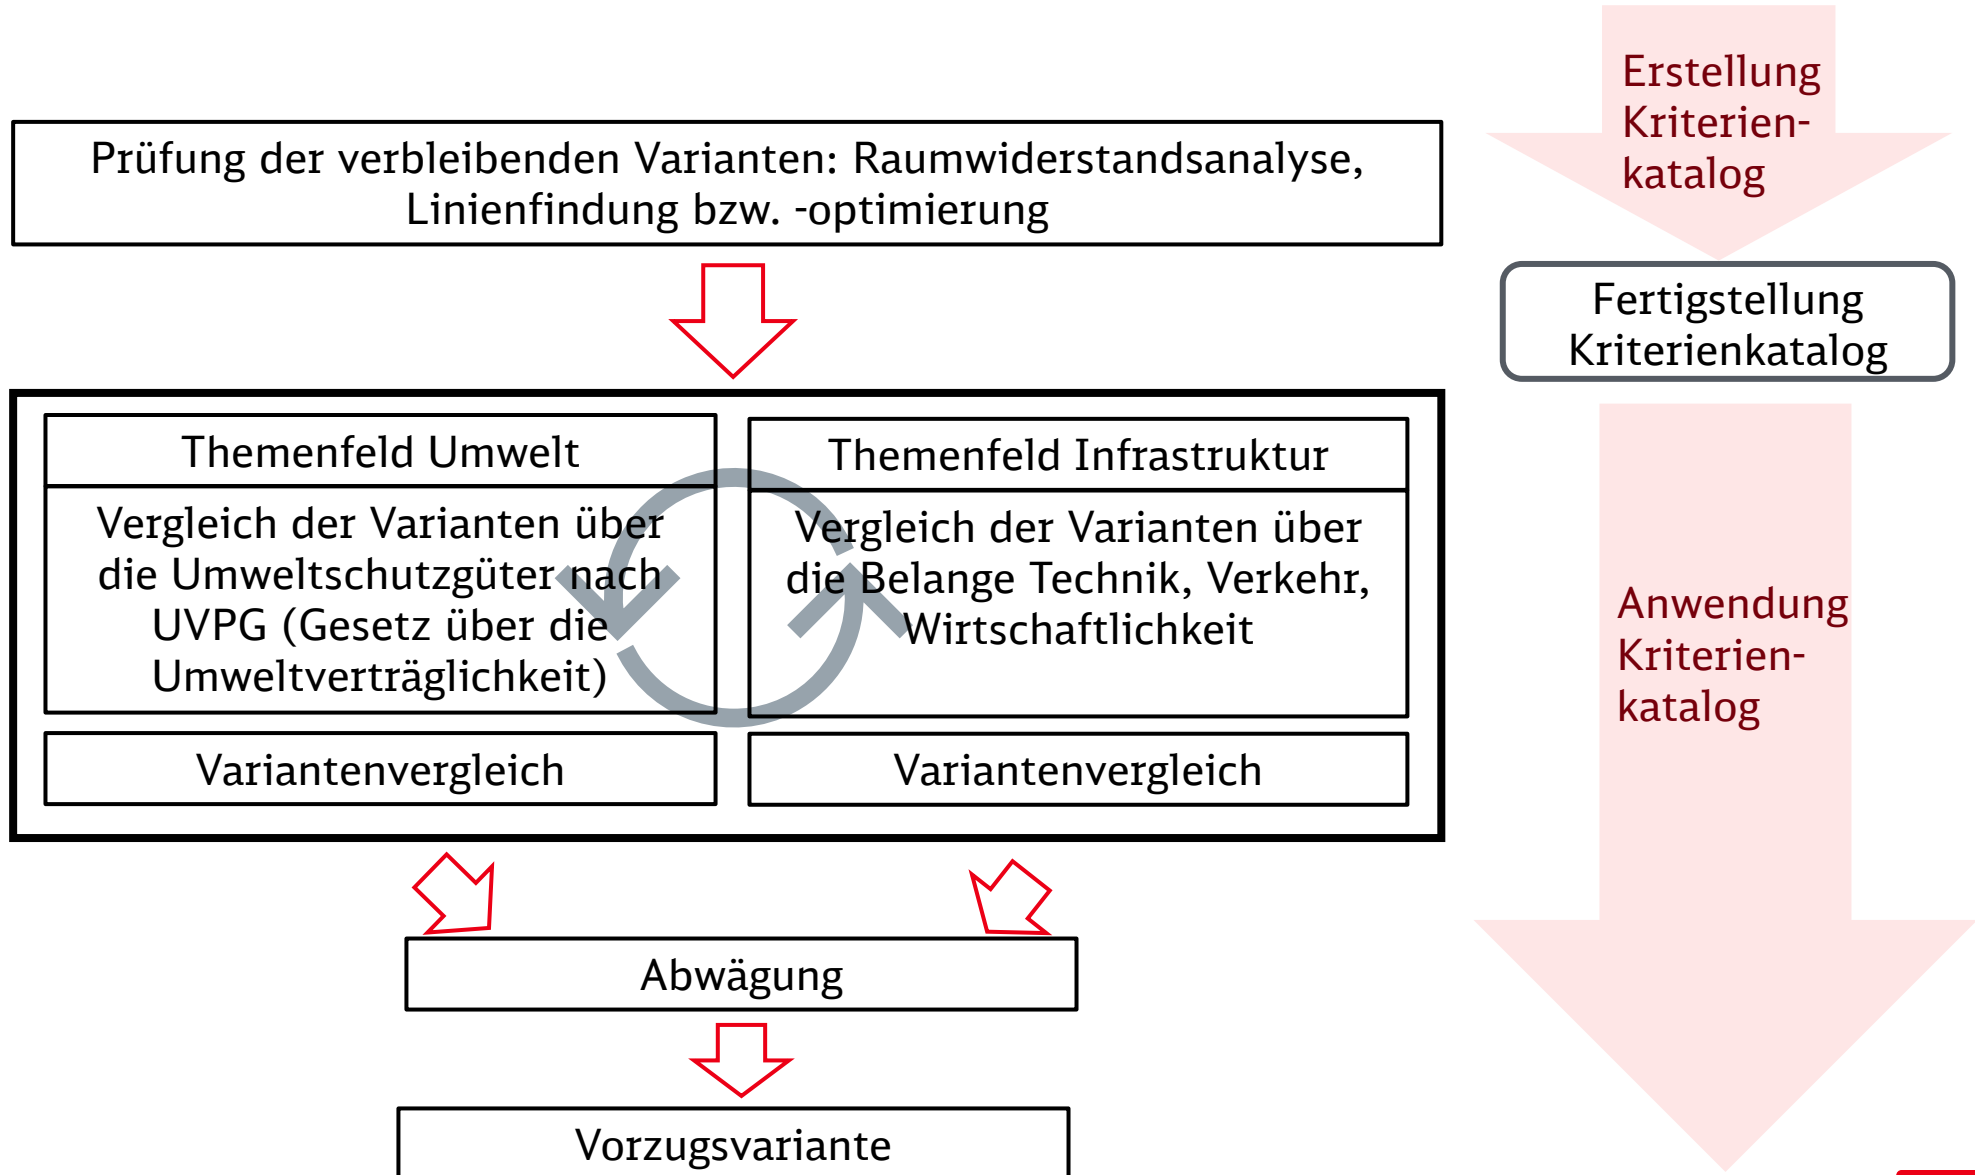 Prüfung der verbleibenden Varianten: Raumwiderstandsanalyse,
Linienfindung bzw. -optimierung
Themenfeld Umwelt
Vergleich der Varianten über
die Umweltschutzgüter nach
UVPG (Gesetz über die
Umweltverträglichkeit)
Variantenvergleich
Themenfeld Infrastruktur
Vergleich der Varianten über
die Belange Technik, Verkehr,
Wirtschaftlichkeit
Variantenvergleich
Abwägung
Vorzugsvariante
Erstellung
Kriterien-
katalog
Fertigstellung
Kriterienkatalog
Anwendung
Kriterien-
katalog